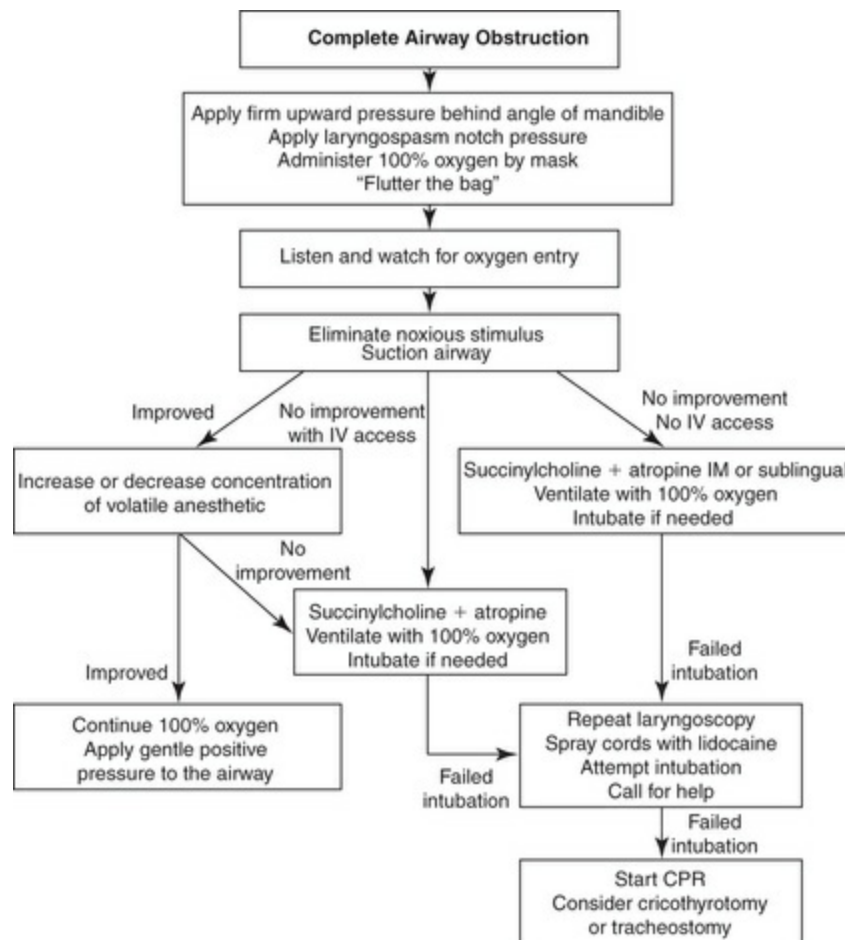 Complete Airway Obstruction
Apply firm upward pressure behind angle of mandible
Apply laryngospasm notch pressure
Administer 100% oxygen by mask
“Flutter the bag”
Listen and watch for oxygen entry
Eliminate noxious stimulus
Suction airway
Improved
No improvement
with IV access
No improvement
No IV access
Increase or decrease concentration
of volatile anesthetic
Succinylcholine + atropine IM or sublingual
Ventilate with 100% oxygen
Intubate if needed
No
improvement
Succinylcholine + atropine
Ventilate with 100% oxygen
Intubate if needed
Improved
Failed
intubation
Continue 100% oxygen
Apply gentle positive
pressure to the airway
Failed
intubation
Repeat laryngoscopy
Spray cords with lidocaine
Attempt intubation
Call for help
Failed
intubation
Start CPR
Consider cricothyrotomy
or tracheostomy